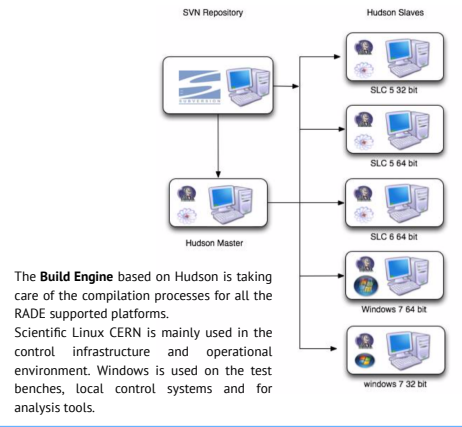 SVN Repository
Hudson Slaves
SUBVERSION
SLC 5 32 bit
SLC 5 64 bit
SLC 6 64 bit
Hudson Master
Windows 7 64 bit
windows 7 32 bit
The Build Engine based on Hudson is taking
care of the compilation processes for all the
RADE supported platforms.
Scientific Linux CERN is mainly used in the
control infrastructure and operational
environment. Windows is used on the test
benches, local control systems and for
analysis tools.